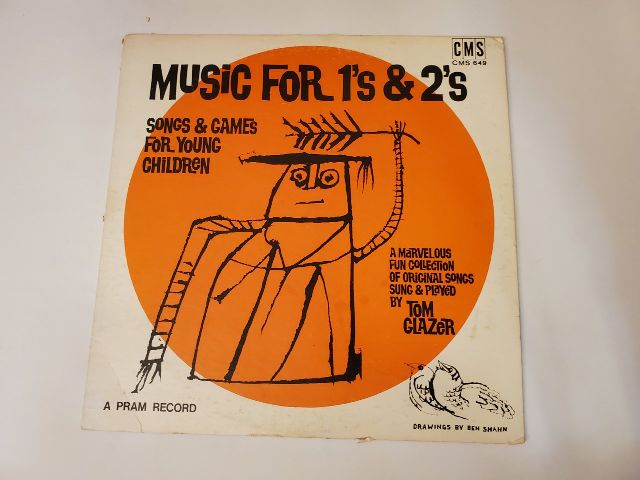 CMS
CMS 649
MUSIC FOR 1's & 2's
SONGS & GAMES
FOR YOUNG
CHILDREN
A MARVELOUS
FUN COLLECTION
OF ORIGINAL SONGS
SUNG & PLAYED
BY TOM
GLAZER
A PRAM RECORD
DRAWINGS BY BEN SHAHN